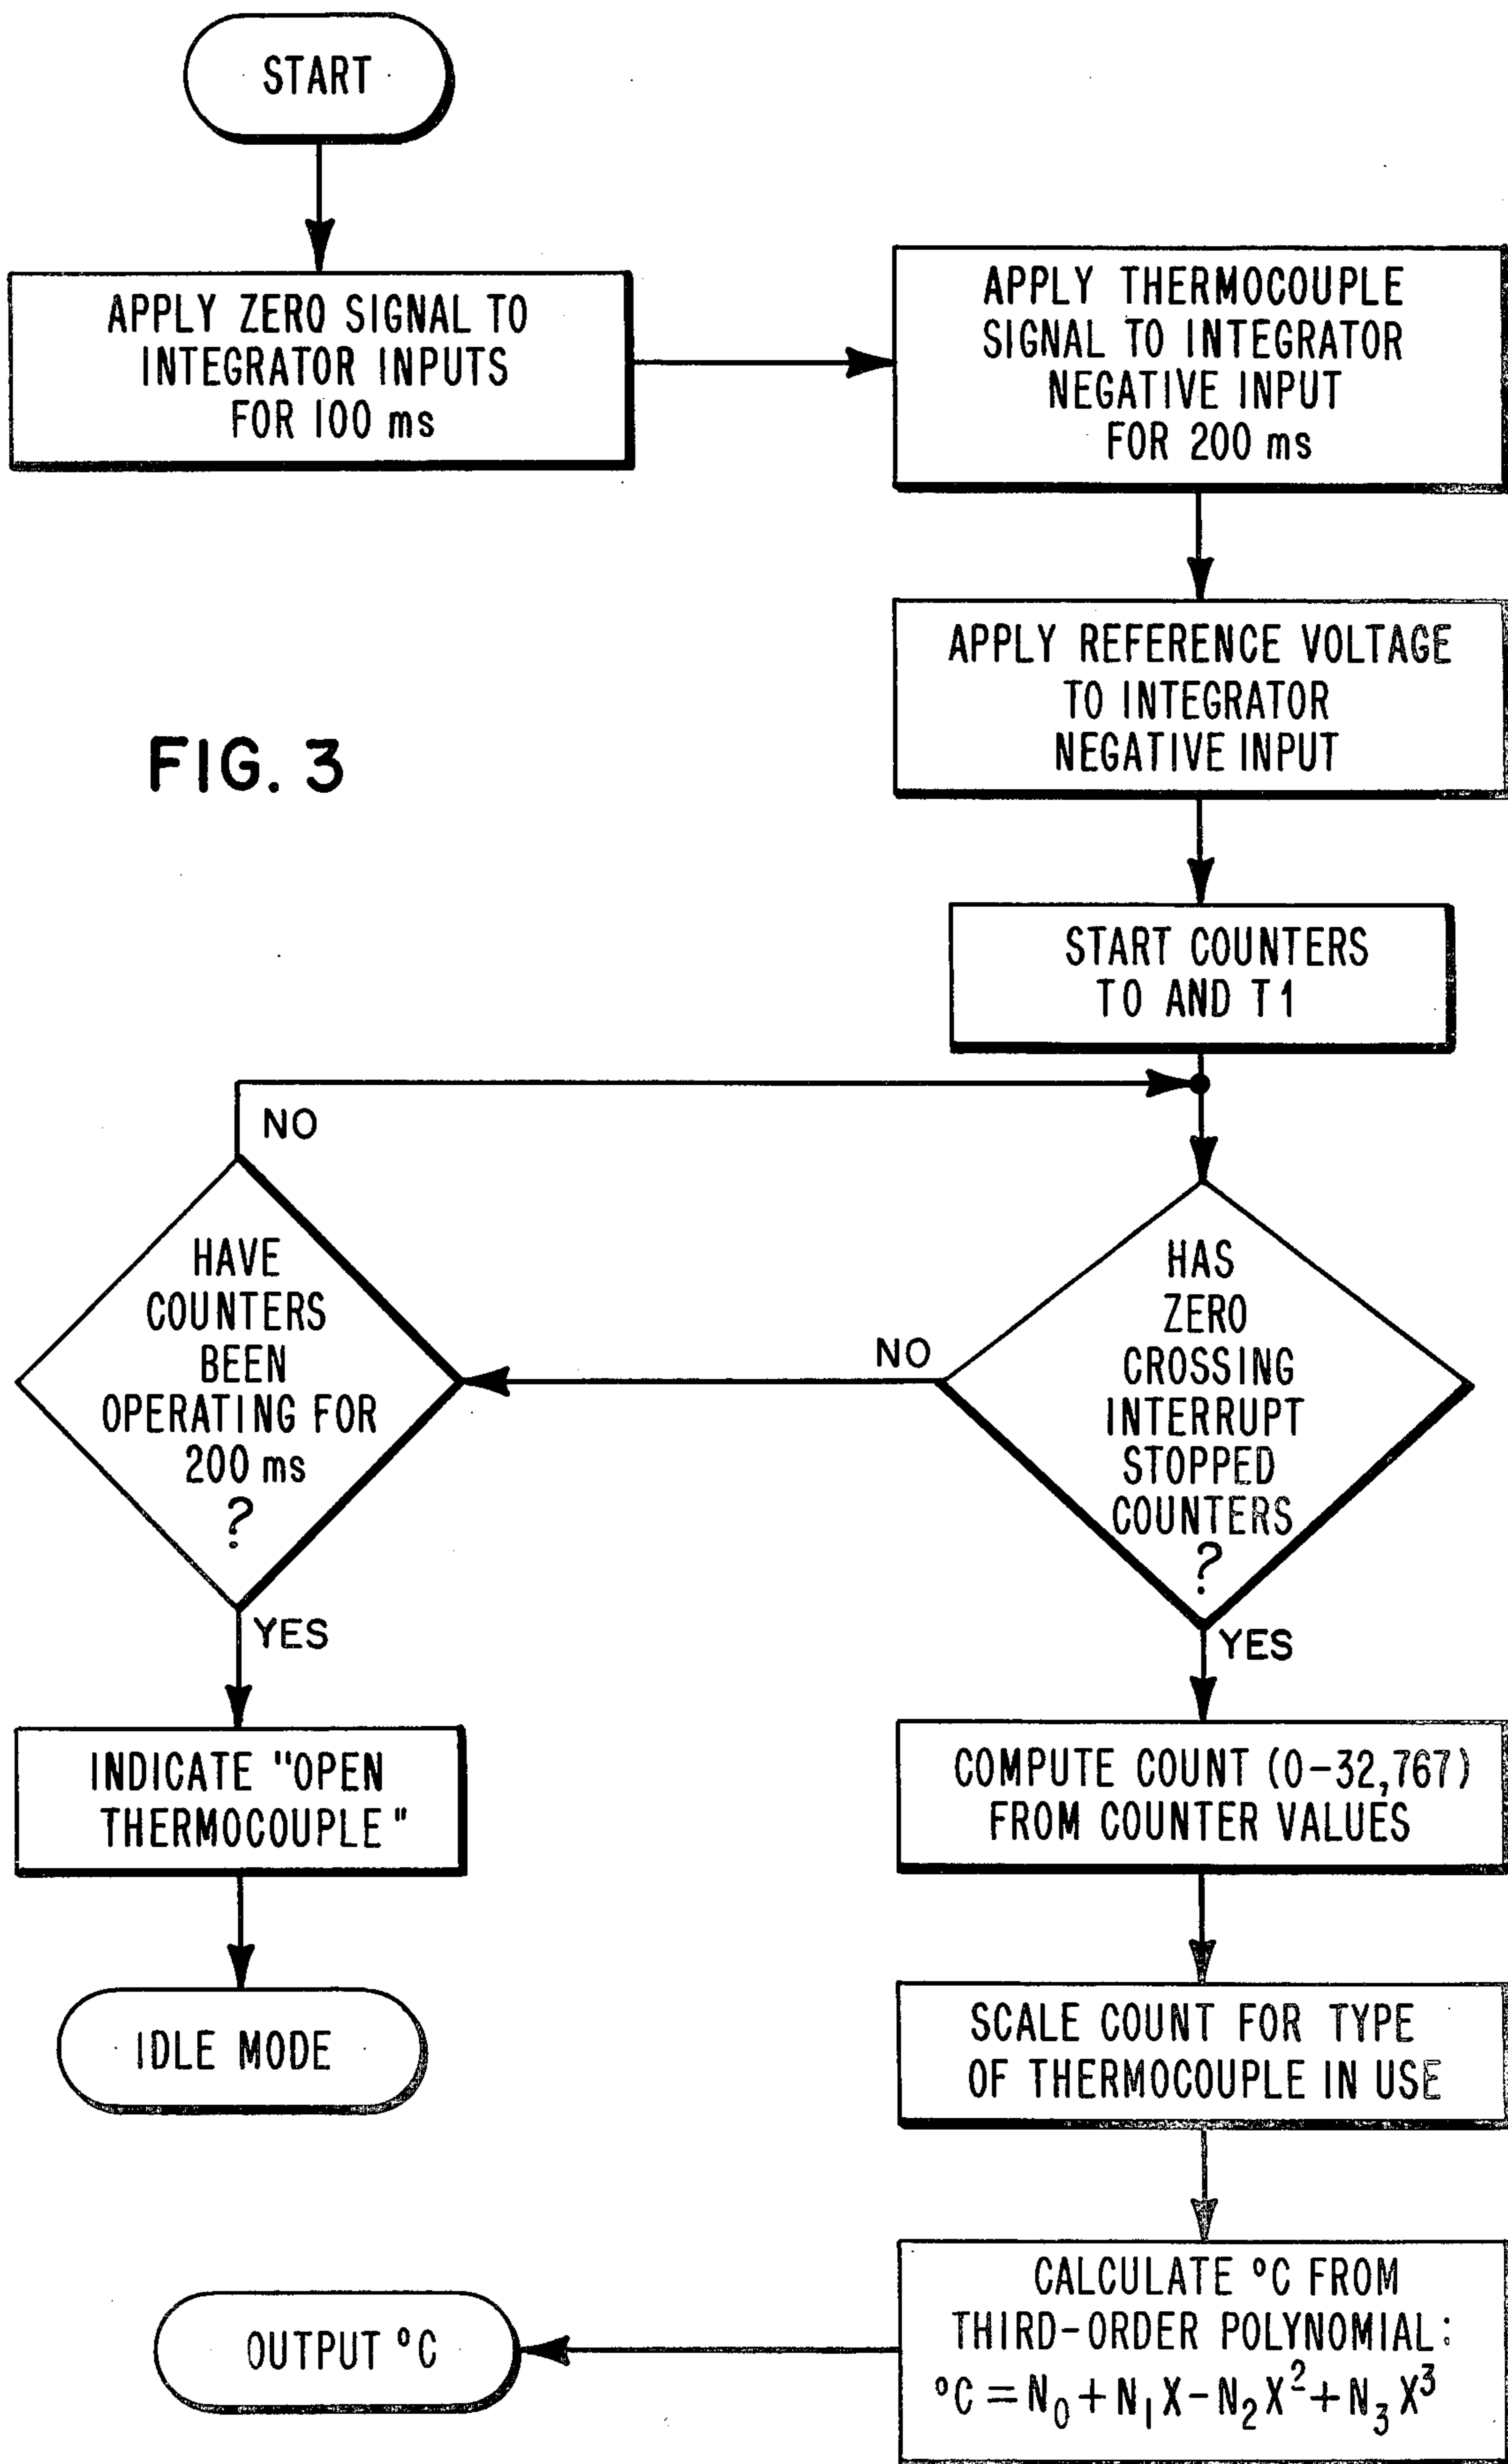 START
APPLY ZERO SIGNAL TO
INTEGRATOR INPUTS
FOR 100 ms
APPLY THERMOCOUPLE
SIGNAL TO INTEGRATOR
NEGATIVE INPUT
FOR 200 ms
APPLY REFERENCE VOLTAGE
TO INTEGRATOR
NEGATIVE INPUT
FIG. 3
START COUNTERS
T0 AND T1
NO
HAVE
COUNTERS
BEEN
OPERATING FOR
200 ms
?
NO
HAS
ZERO
CROSSING
INTERRUPT
STOPPED
COUNTERS
?
YES
YES
INDICATE "OPEN
THERMOCOUPLE"
COMPUTE COUNT (0-32,767)
FROM COUNTER VALUES
IDLE MODE
SCALE COUNT FOR TYPE
OF THERMOCOUPLE IN USE
CALCULATE °C FROM
THIRD-ORDER POLYNOMIAL:
°C = N₀ + N₁X - N₂X² + N₃X³
OUTPUT °C